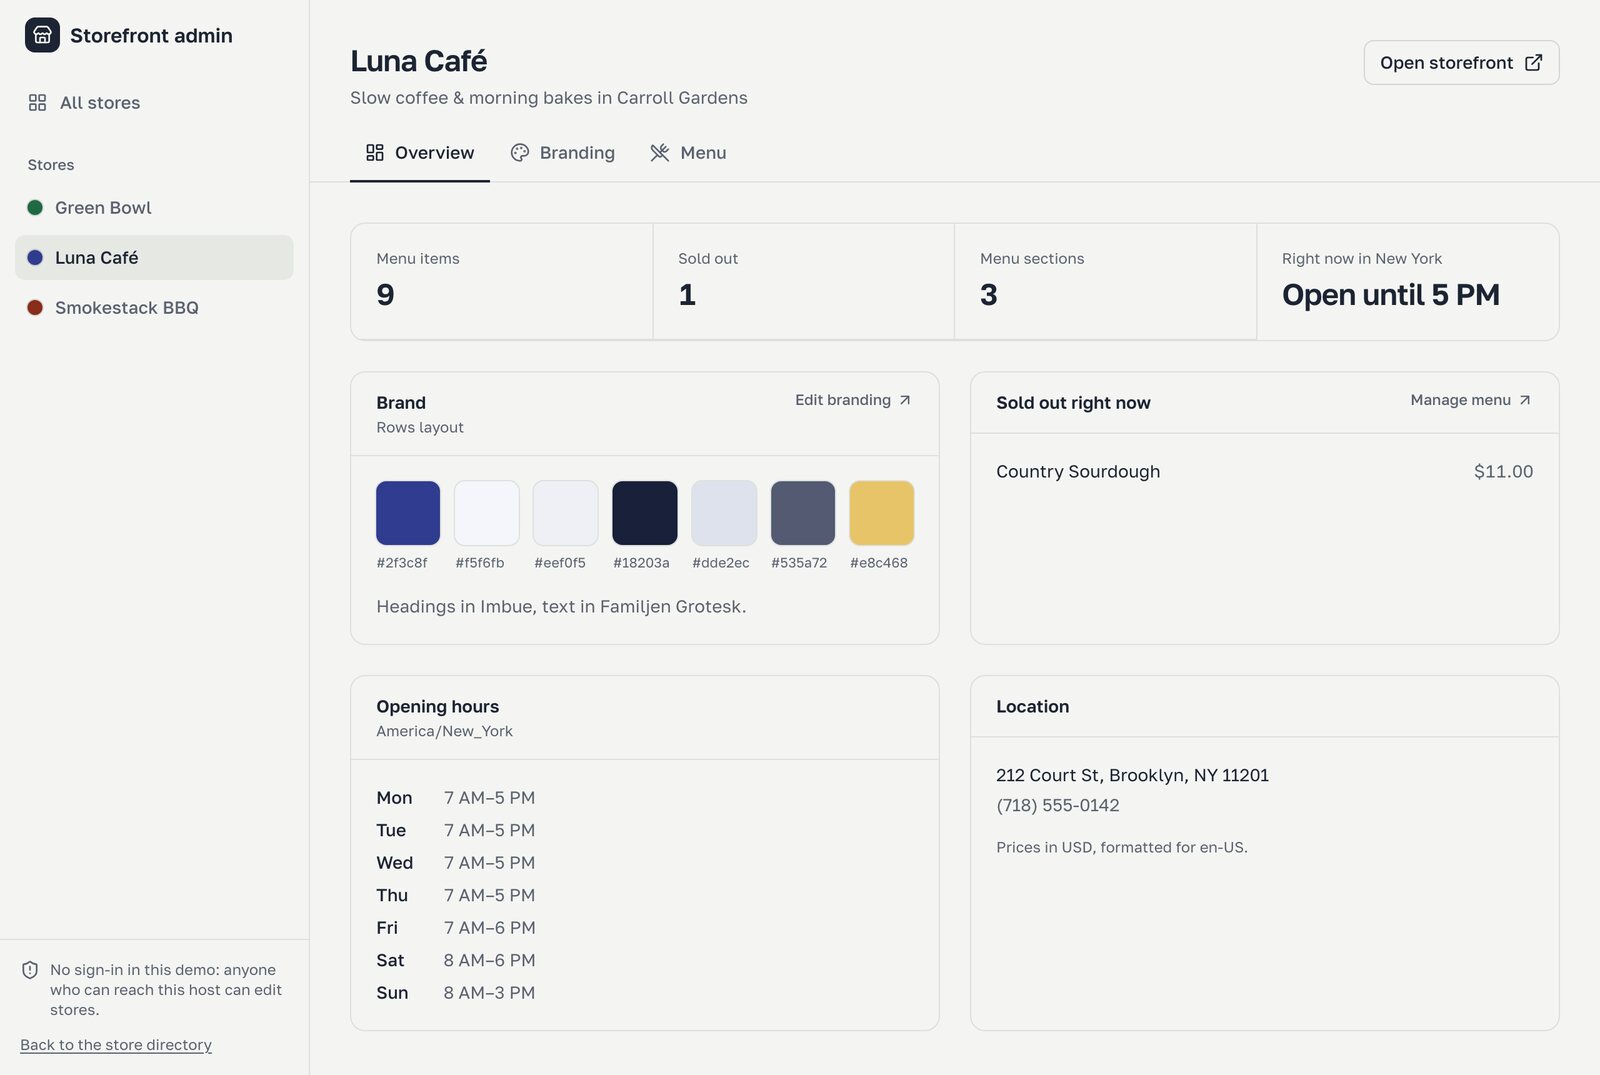 Storefront admin
All stores
Stores
Green Bowl
Luna Café
Smokestack BBQ
No sign-in in this demo: anyone
who can reach this host can edit
stores.
Back to the store directory
Luna Café
Slow coffee & morning bakes in Carroll Gardens
Open storefront
Overview
Branding
Menu
Menu items
9
Sold out
1
Menu sections
3
Right now in New York
Open until 5 PM
Brand
Rows layout
Edit branding
#2f3c8f
#f5f6fb
#eef0f5
#18203a
#dde2ec
#535a72
#e8c468
Headings in Imbue, text in Familjen Grotesk.
Sold out right now
Manage menu
Country Sourdough
$11.00
Opening hours
America/New_York
Mon 7 AM–5 PM
Tue 7 AM–5 PM
Wed 7 AM–5 PM
Thu 7 AM–5 PM
Fri 7 AM–6 PM
Sat 8 AM–6 PM
Sun 8 AM–3 PM
Location
212 Court St, Brooklyn, NY 11201
(718) 555-0142
Prices in USD, formatted for en-US.